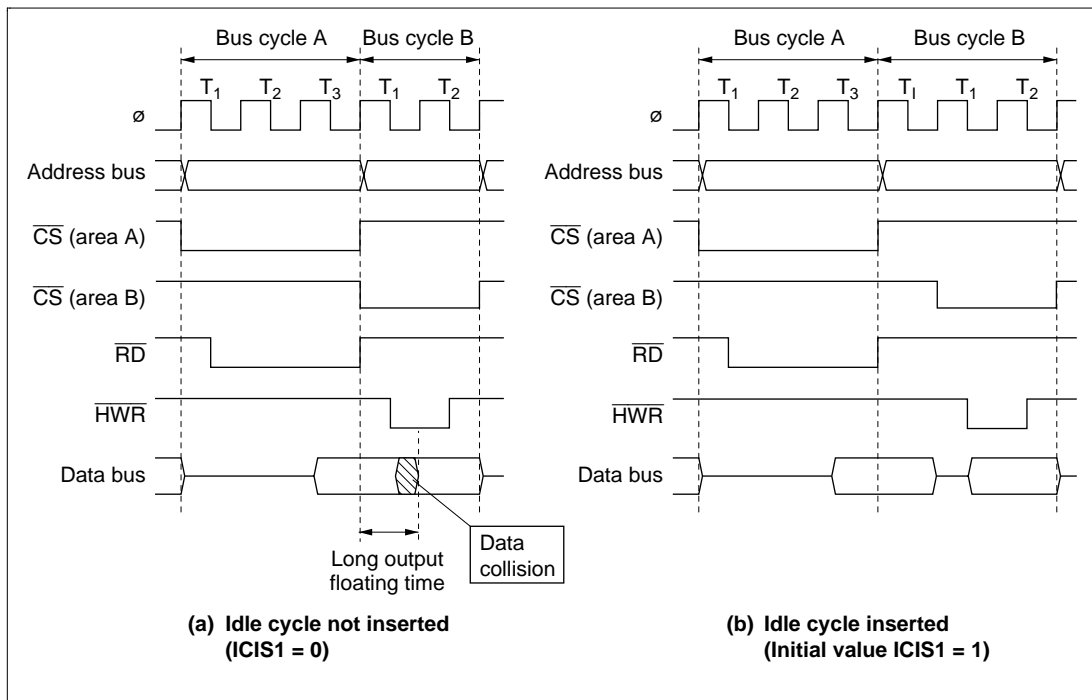 Bus cycle A
Bus cycle B
T1 T2 T3 T1 T2
ø
Address bus
CS (area A)
CS (area B)
RD
HWR
Data bus
Long output
floating time
Data
collision
(a) Idle cycle not inserted
(ICIS1 = 0)
Bus cycle A
Bus cycle B
T1 T2 T3 TI T1 T2
ø
Address bus
CS (area A)
CS (area B)
RD
HWR
Data bus
(b) Idle cycle inserted
(Initial value ICIS1 = 1)